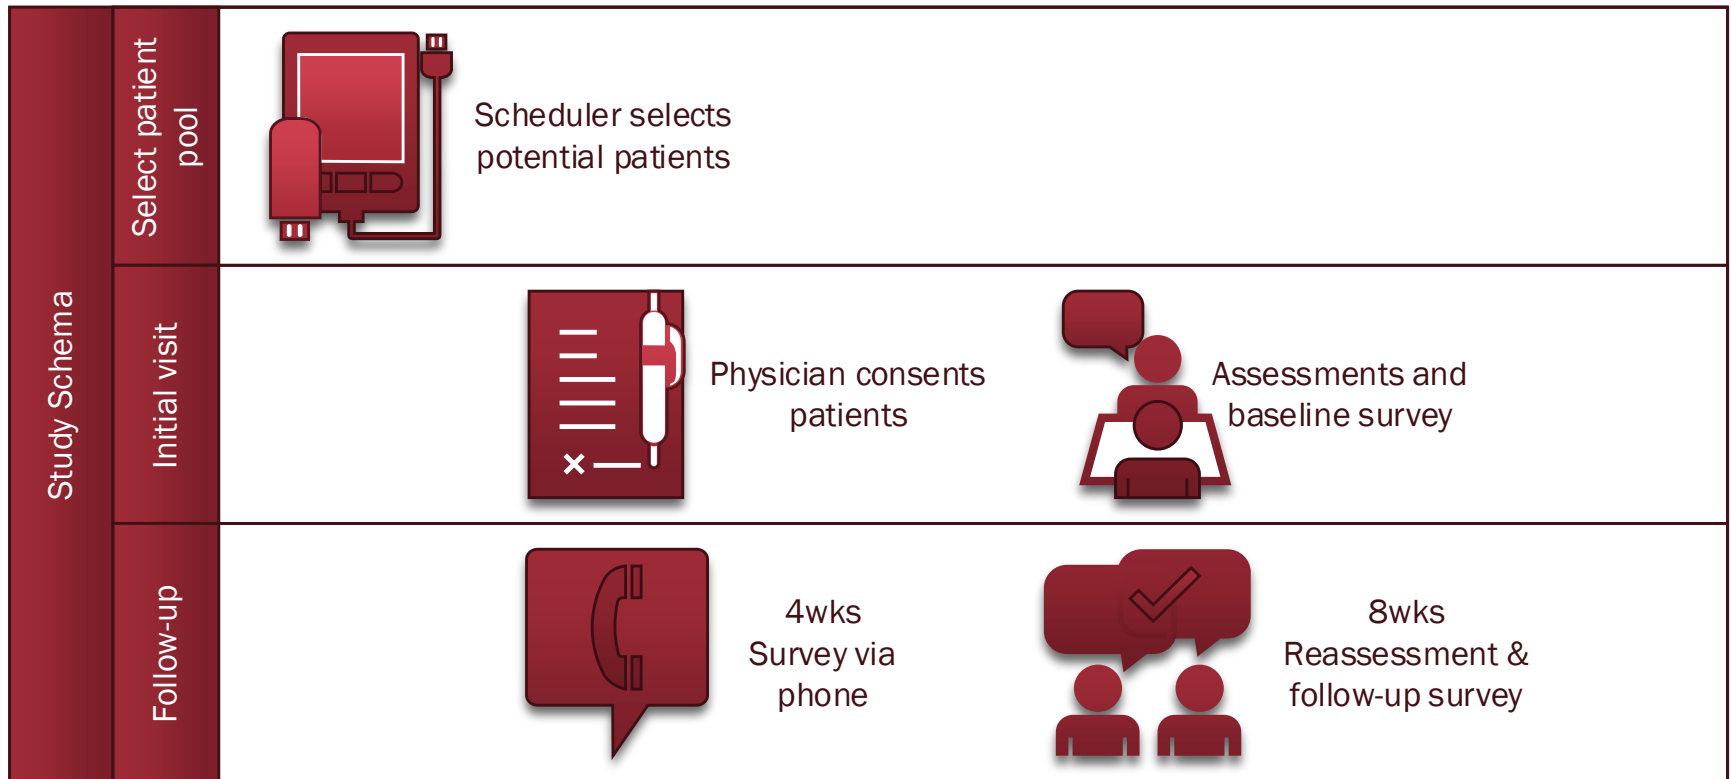 Study Schema
Select patient
pool
Scheduler selects
potential patients
Initial visit
Physician consents
patients
Assessments and
baseline survey
Follow-up
4wks
Survey via
phone
8wks
Reassessment &
follow-up survey